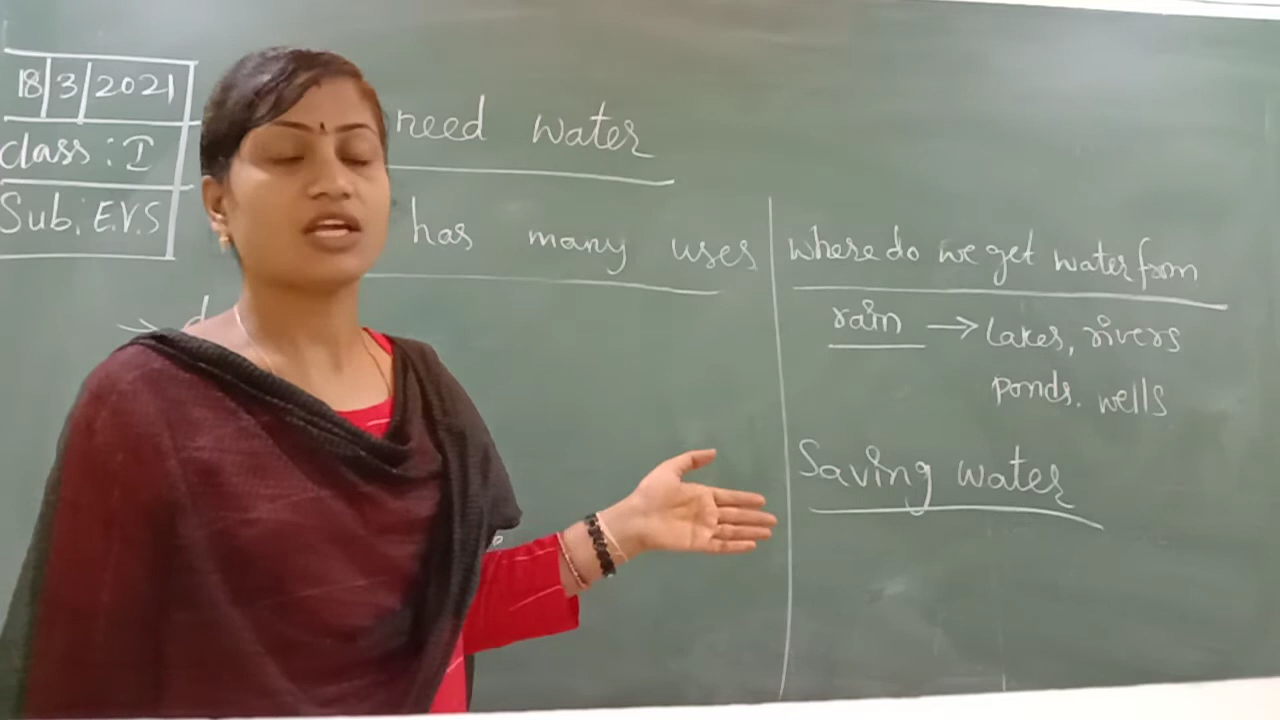 18/3/2021
Class : I
Sub: E.V.S
need water
has many uses
→ d
where do we get water from
rain → lakes, rivers
ponds. wells
Saving water